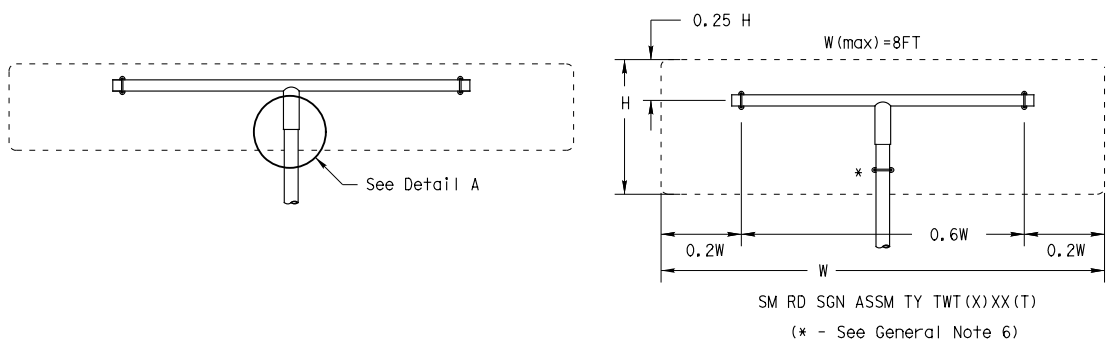 See Detail A
0.25 H
W(max)=8FT
H
*
0.2W
0.6W
0.2W
W
SM RD SGN ASSM TY TWT(X)XX(T)
(* - See General Note 6)